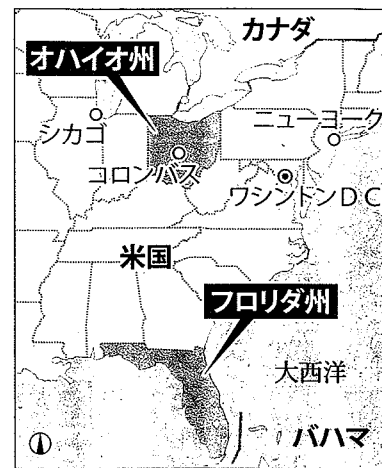 カナダ
オハイオ州
シカゴ
ニューヨーク
コロンバス
ワシントンDC
米国
フロリダ州
大西洋
バハマ